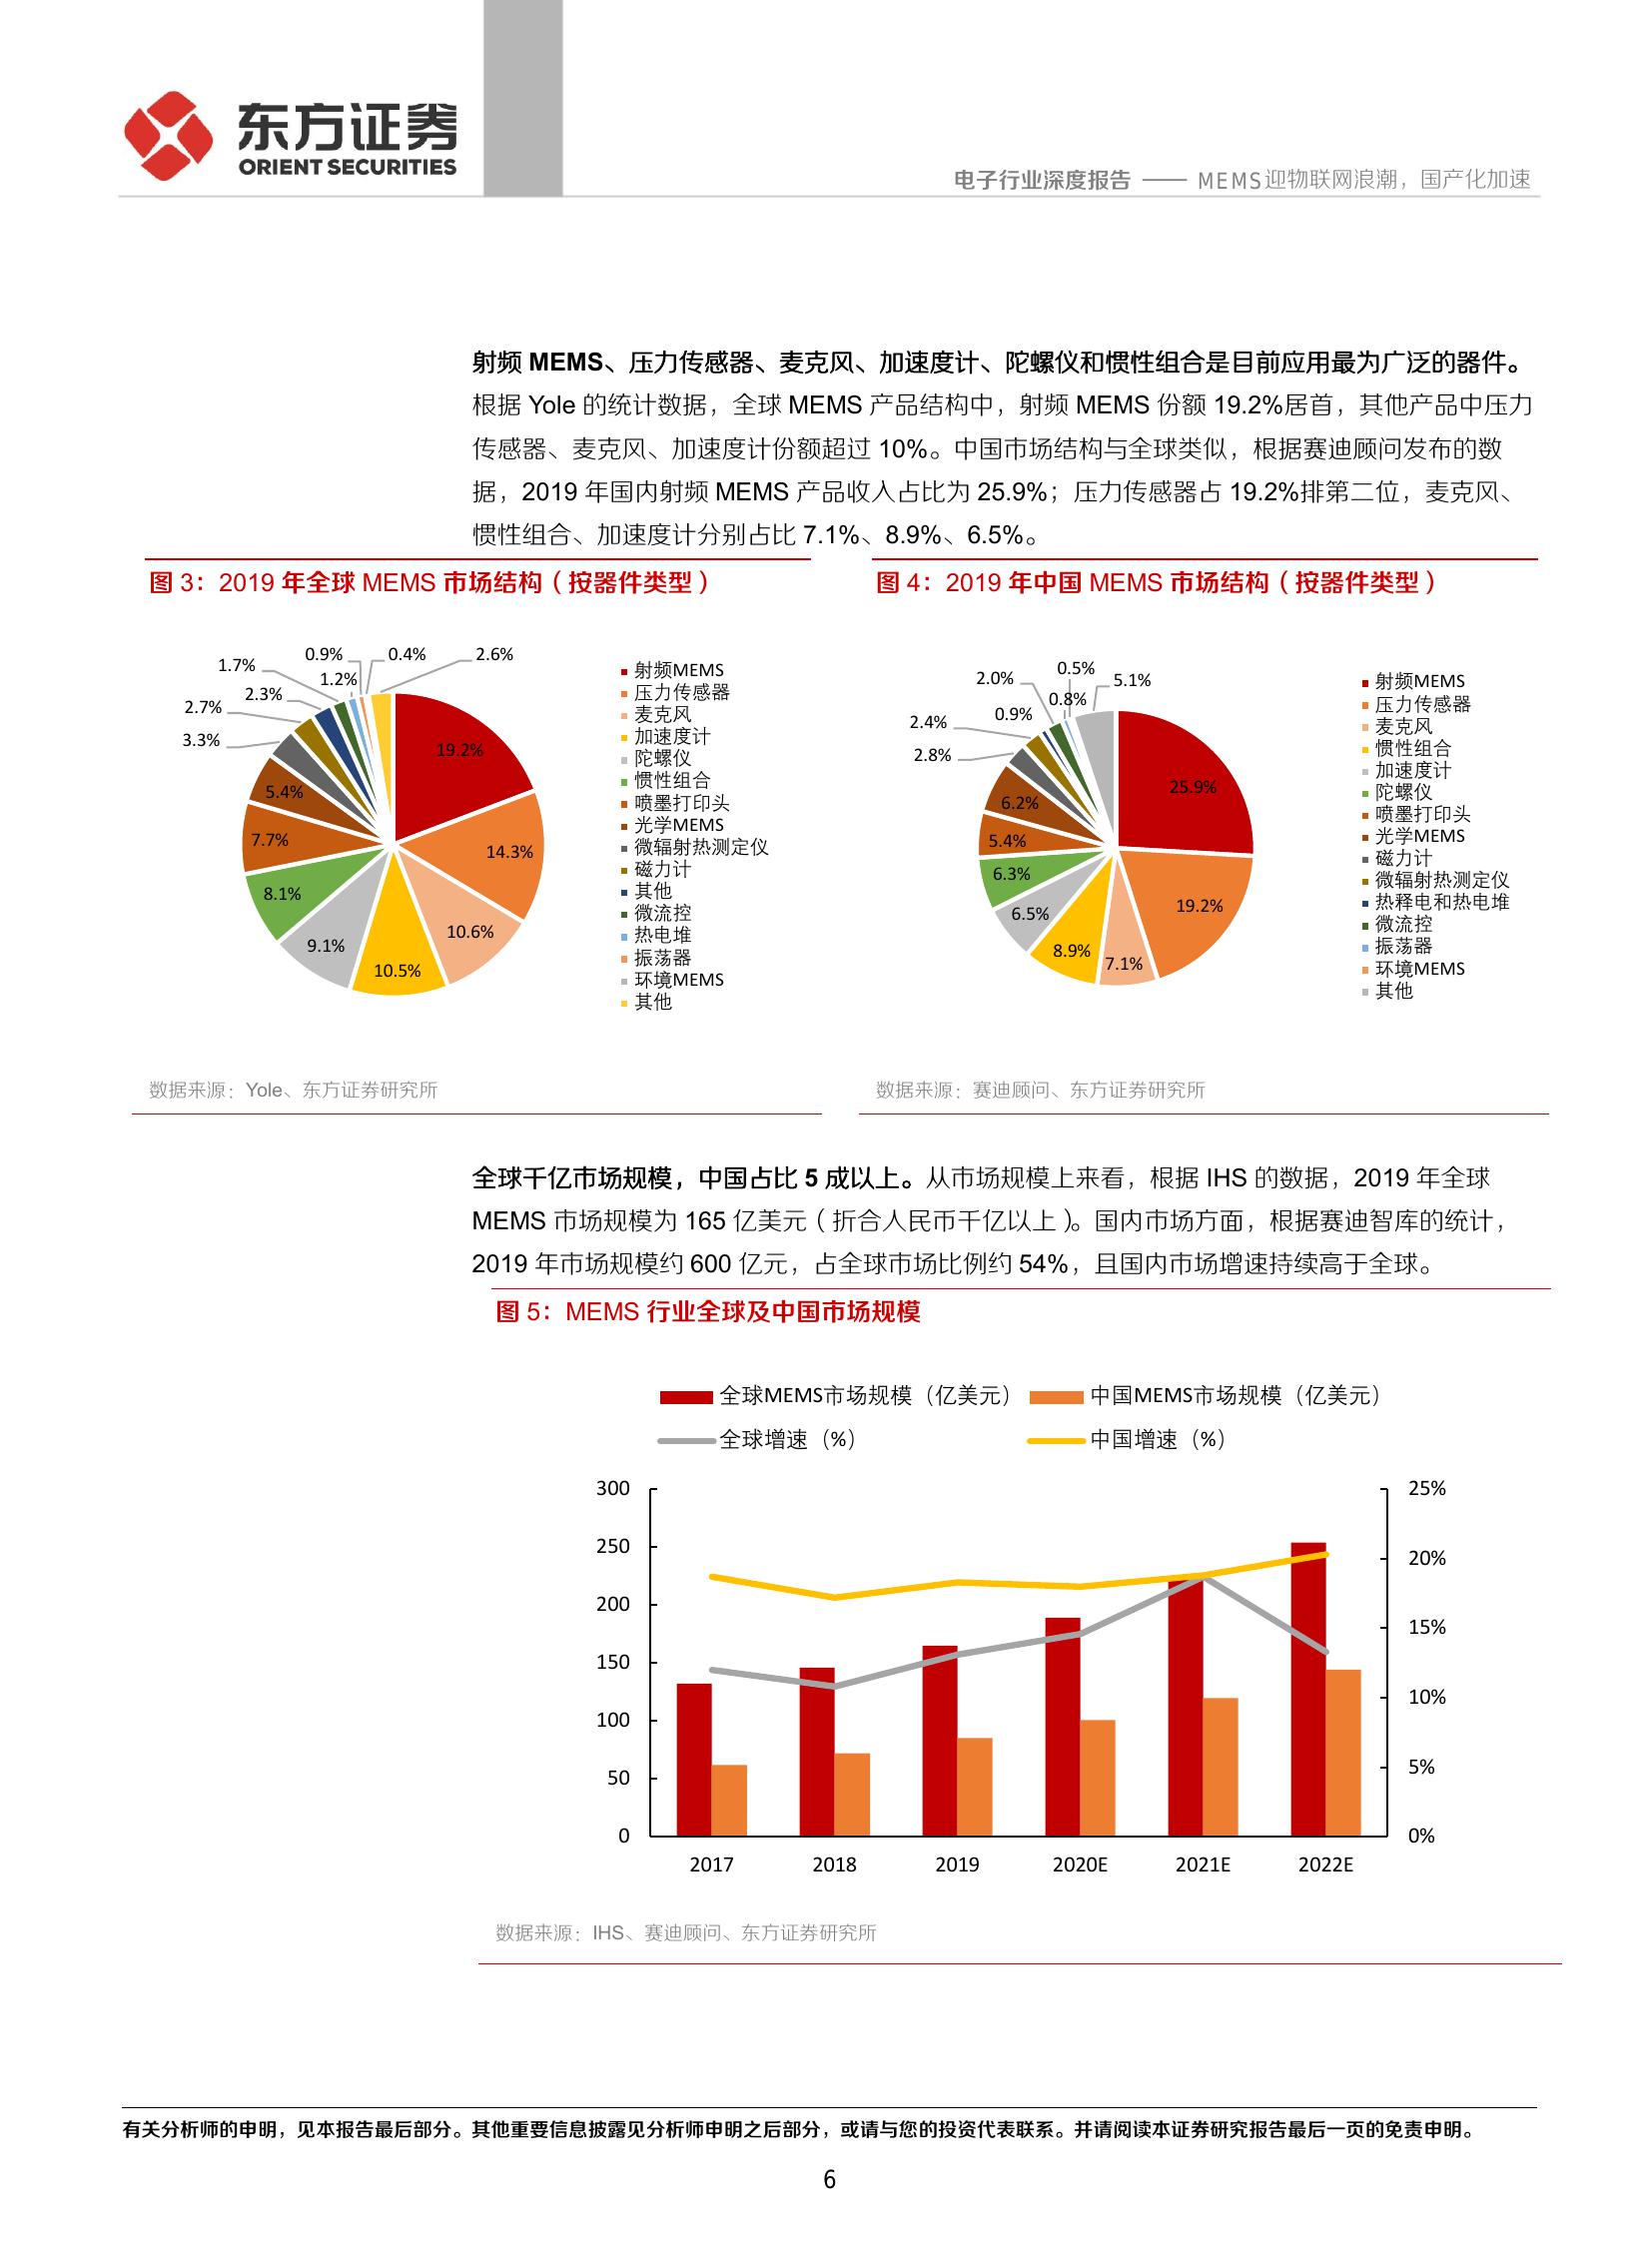 东方证券
ORIENT SECURITIES
电子行业深度报告 —— MEMS迎物联网浪潮，国产化加速
射频 MEMS、压力传感器、麦克风、加速度计、陀螺仪和惯性组合是目前应用最为广泛的器件。
根据 Yole 的统计数据，全球 MEMS 产品结构中，射频 MEMS 份额 19.2%居首，其他产品中压力
传感器、麦克风、加速度计份额超过 10%。中国市场结构与全球类似，根据赛迪顾问发布的数
据，2019 年国内射频 MEMS 产品收入占比为 25.9%；压力传感器占 19.2%排第二位，麦克风、
惯性组合、加速度计分别占比 7.1%、8.9%、6.5%。
图 3：2019 年全球 MEMS 市场结构（按器件类型）
19.2%
14.3%
10.6%
10.5%
9.1%
8.1%
7.7%
5.4%
3.3%
2.7%
2.3%
1.7%
1.2%
0.9%
0.4%
2.6%
射频MEMS
压力传感器
麦克风
加速度计
陀螺仪
惯性组合
喷墨打印头
光学MEMS
微辐射热测定仪
磁力计
其他
微流控
热电堆
振荡器
环境MEMS
其他
数据来源：Yole、东方证券研究所
图 4：2019 年中国 MEMS 市场结构（按器件类型）
25.9%
19.2%
7.1%
8.9%
6.5%
6.3%
5.4%
6.2%
2.8%
2.4%
0.9%
2.0%
0.8%
0.5%
5.1%
射频MEMS
压力传感器
麦克风
惯性组合
加速度计
陀螺仪
喷墨打印头
光学MEMS
磁力计
微辐射热测定仪
热释电和热电堆
微流控
振荡器
环境MEMS
其他
数据来源：赛迪顾问、东方证券研究所
全球千亿市场规模，中国占比 5 成以上。从市场规模上来看，根据 IHS 的数据，2019 年全球
MEMS 市场规模为 165 亿美元（折合人民币千亿以上）。国内市场方面，根据赛迪智库的统计，
2019 年市场规模约 600 亿元，占全球市场比例约 54%，且国内市场增速持续高于全球。
图 5：MEMS 行业全球及中国市场规模
全球MEMS市场规模（亿美元） 中国MEMS市场规模（亿美元）
全球增速（%） 中国增速（%）
300
250
200
150
100
50
0
25%
20%
15%
10%
5%
0%
2017 2018 2019 2020E 2021E 2022E
数据来源：IHS、赛迪顾问、东方证券研究所
有关分析师的申明，见本报告最后部分。其他重要信息披露见分析师申明之后部分，或请与您的投资代表联系。并请阅读本证券研究报告最后一页的免责申明。
6